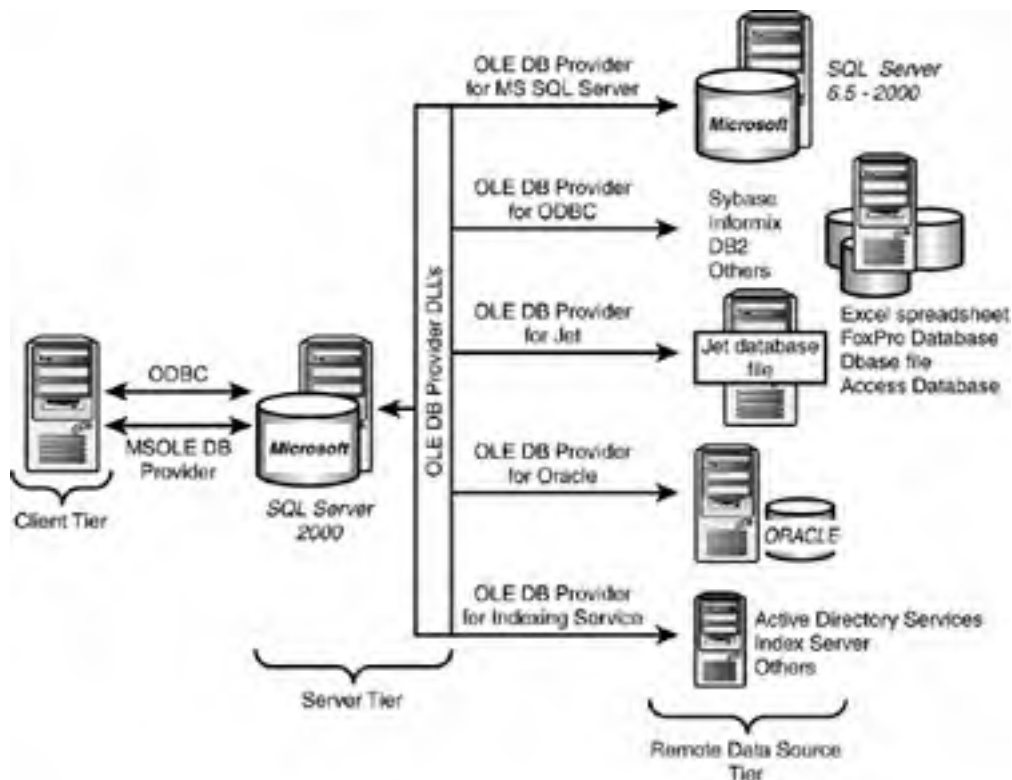 OLE DB Provider
for MS SQL Server
Microsoft
SQL Server
6.5 - 2000
OLE DB Provider
for ODBC
Sybase
Informix
DB2
Others
OLE DB Provider DLL's
OLE DB Provider
for Jet
Jet database
file
Excel spreadsheet
FoxPro Database
Dbase file
Access Database
ODBC
MSOLE DB
Provider
Microsoft
SQL Server
2000
Client Tier
OLE DB Provider
for Oracle
ORACLE
OLE DB Provider
for Indexing Service
Active Directory Services
Index Server
Others
Server Tier
Remote Data Source
Tier